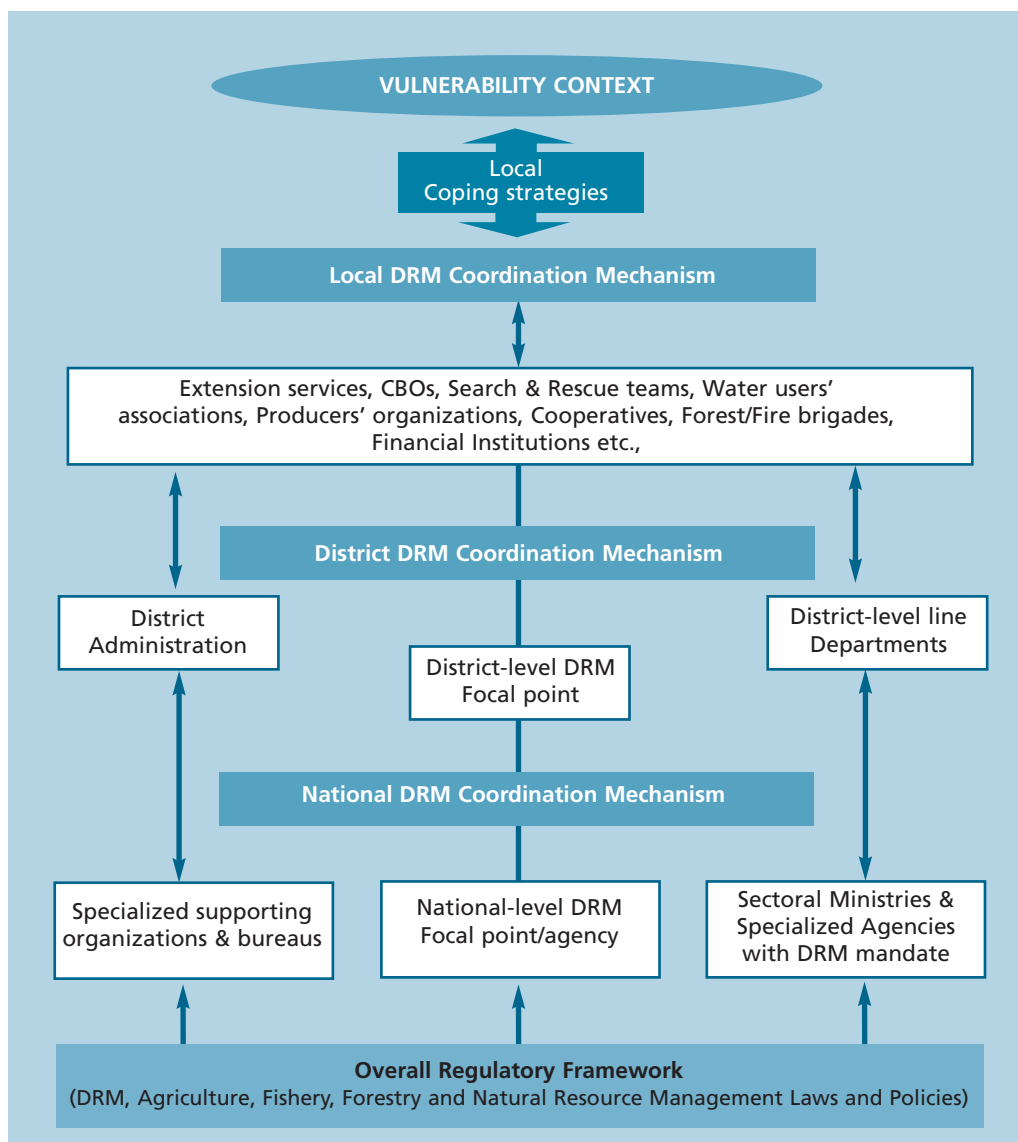 VULNERABILITY CONTEXT
Local
Coping strategies
Local DRM Coordination Mechanism
Extension services, CBOs, Search & Rescue teams, Water users’
associations, Producers’ organizations, Cooperatives, Forest/Fire brigades,
Financial Institutions etc.,
District DRM Coordination Mechanism
District
Administration
District-level DRM
Focal point
District-level line
Departments
National DRM Coordination Mechanism
Specialized supporting
organizations & bureaus
National-level DRM
Focal point/agency
Sectoral Ministries &
Specialized Agencies
with DRM mandate
Overall Regulatory Framework
(DRM, Agriculture, Fishery, Forestry and Natural Resource Management Laws and Policies)